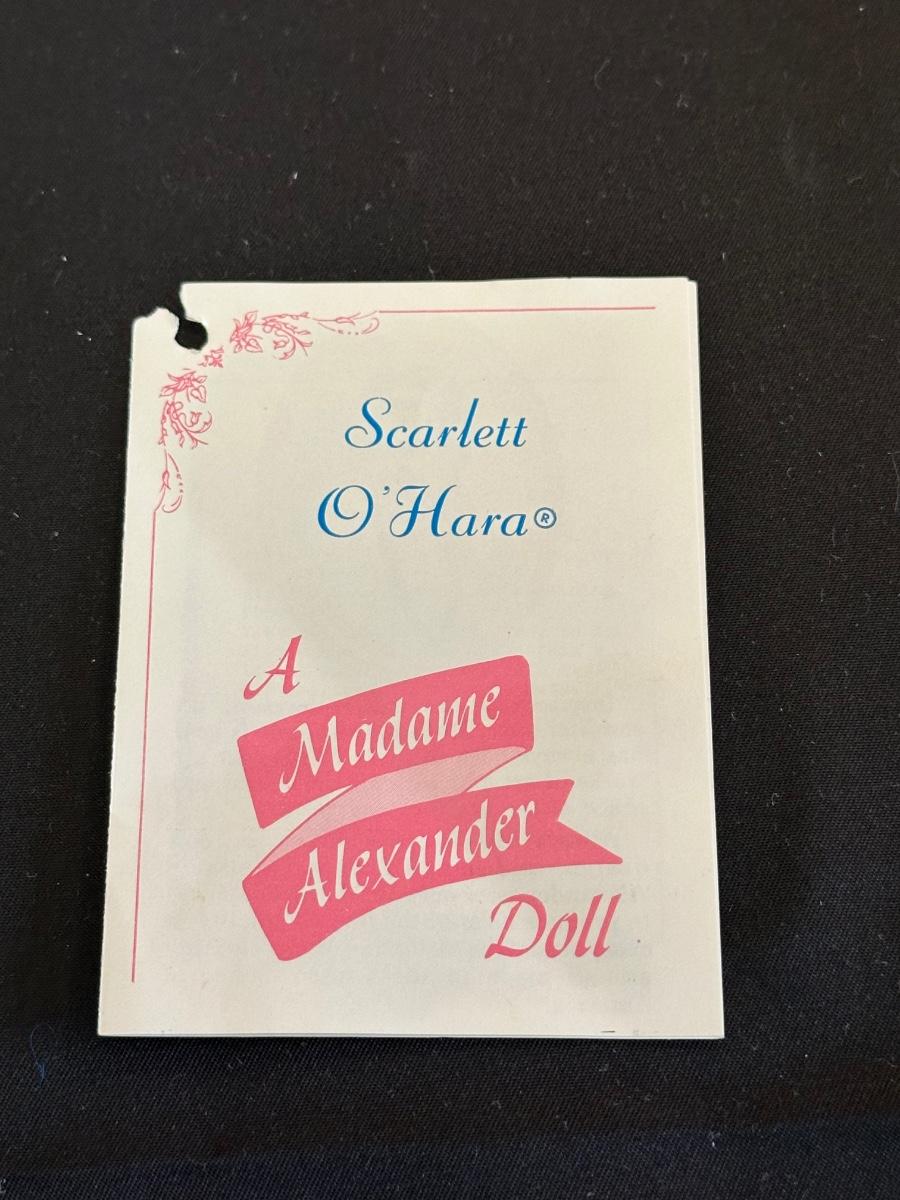 Scarlett
O'Hara®
A
Madame
Alexander
Doll